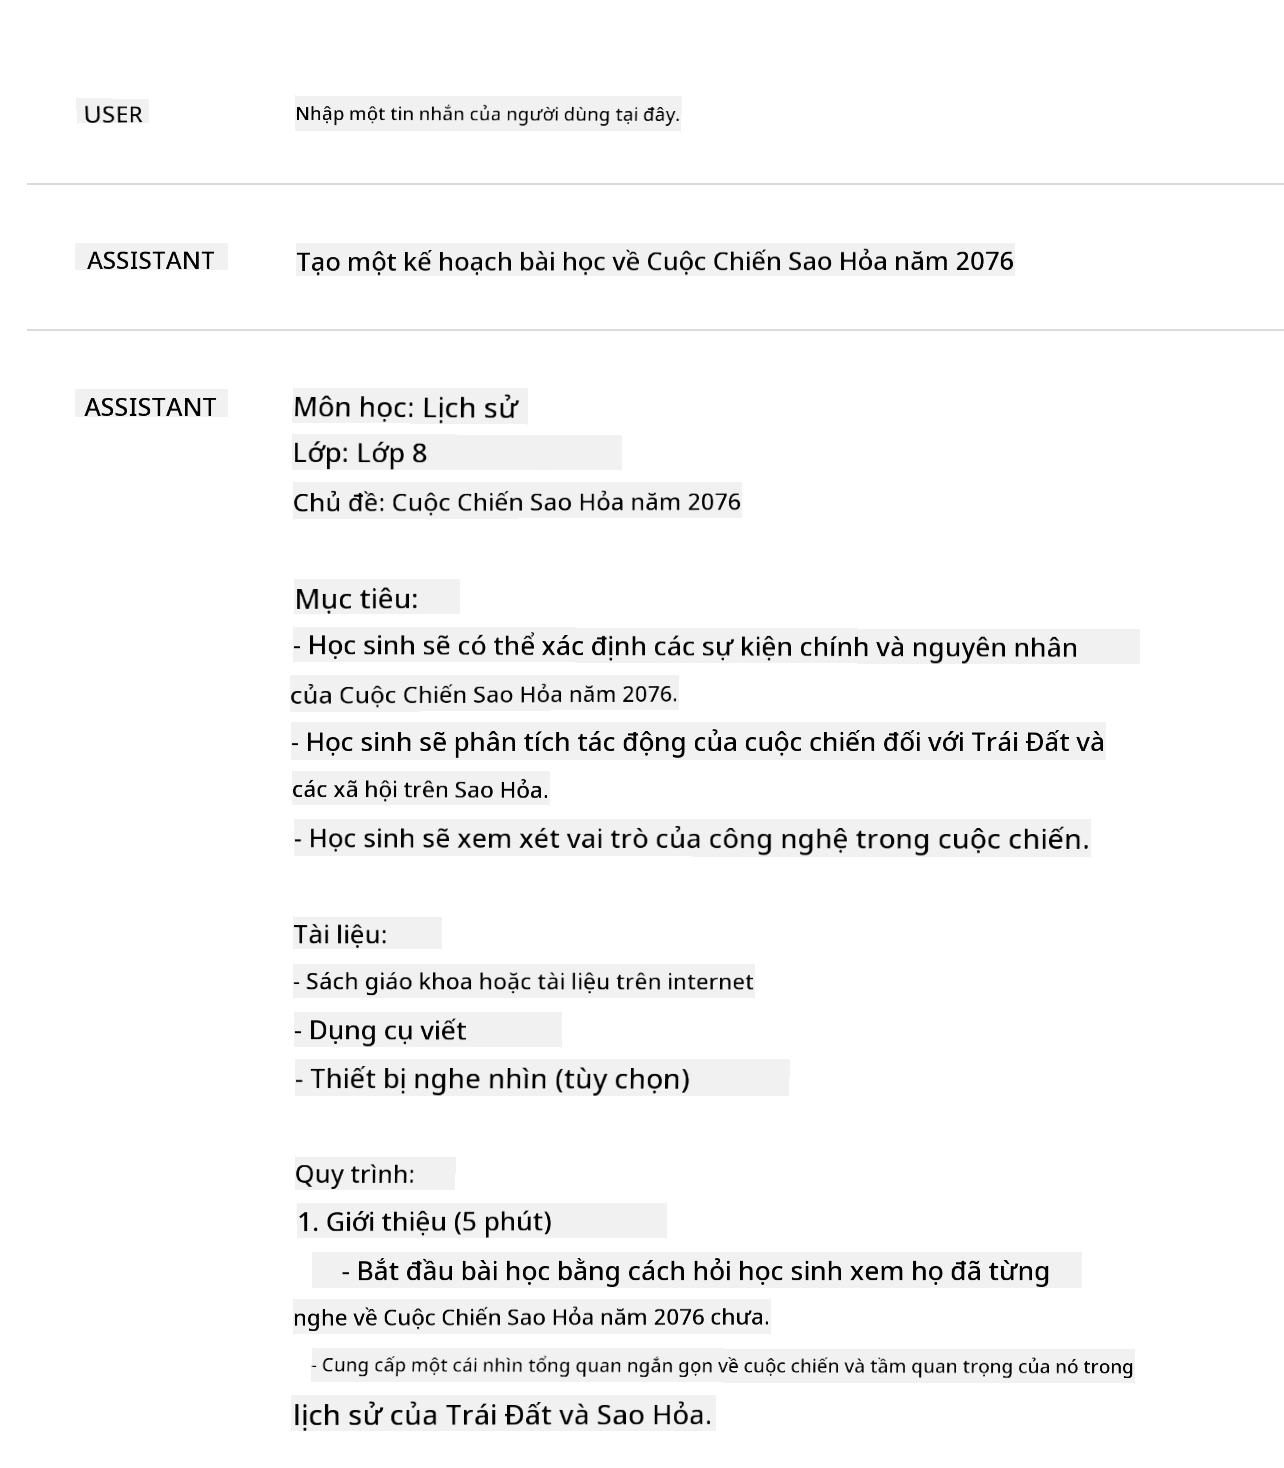 USER
Nhập một tin nhắn của người dùng tại đây.
ASSISTANT
Tạo một kế hoạch bài học về Cuộc Chiến Sao Hỏa năm 2076
ASSISTANT
Môn học: Lịch sử
Lớp: Lớp 8
Chủ đề: Cuộc Chiến Sao Hỏa năm 2076
Mục tiêu:
- Học sinh sẽ có thể xác định các sự kiện chính và nguyên nhân
của Cuộc Chiến Sao Hỏa năm 2076.
- Học sinh sẽ phân tích tác động của cuộc chiến đối với Trái Đất và
các xã hội trên Sao Hỏa.
- Học sinh sẽ xem xét vai trò của công nghệ trong cuộc chiến.
Tài liệu:
- Sách giáo khoa hoặc tài liệu trên internet
- Dụng cụ viết
- Thiết bị nghe nhìn (tùy chọn)
Quy trình:
1. Giới thiệu (5 phút)
- Bắt đầu bài học bằng cách hỏi học sinh xem họ đã từng
nghe về Cuộc Chiến Sao Hỏa năm 2076 chưa.
- Cung cấp một cái nhìn tổng quan ngắn gọn về cuộc chiến và tầm quan trọng của nó trong
lịch sử của Trái Đất và Sao Hỏa.